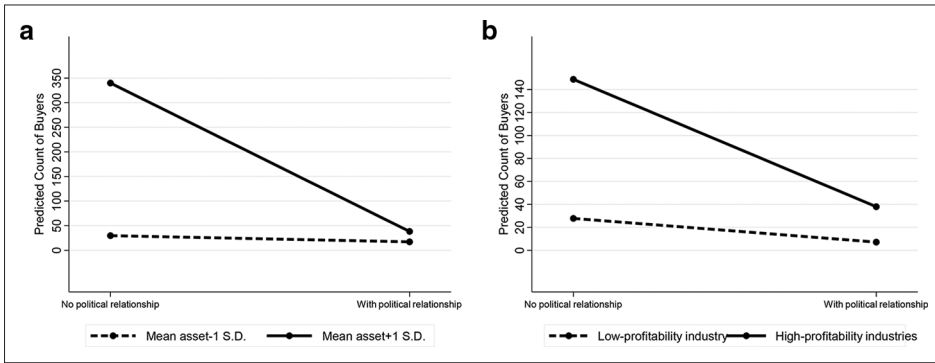 a
Predicted Count of Buyers
350
300
250
200
150
100
50
0
No political relationship
With political relationship
Mean asset-1 S.D.
Mean asset+1 S.D.
b
Predicted Count of Buyers
140
120
100
80
60
40
20
0
No political relationship
With political relationship
Low-profitability industry
High-profitability industries